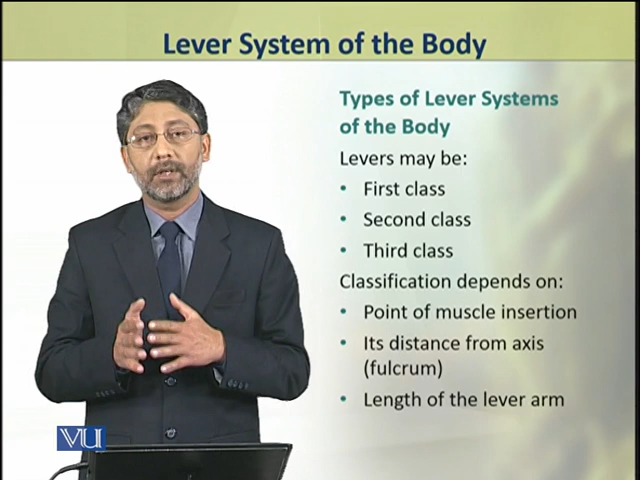 Lever System of the Body
Types of Lever Systems
of the Body
Levers may be:
• First class
• Second class
• Third class
Classification depends on:
• Point of muscle insertion
• Its distance from axis
(fulcrum)
• Length of the lever arm
VU